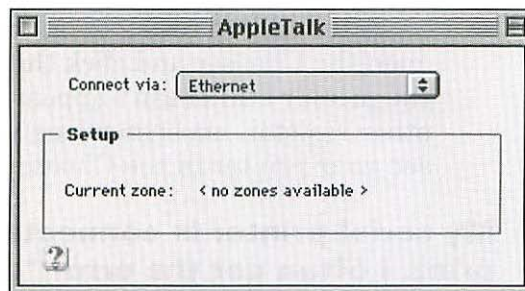 AppleTalk
Connect via: Ethernet
Setup
Current zone: < no zones available >
?